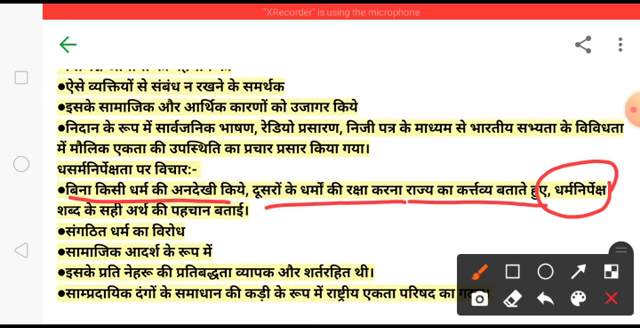 "XRecorder" is using the microphone
●ऐसे व्यक्तियों से संबंध न रखने के समर्थक
●इसके सामाजिक और आर्थिक कारणों को उजागर किये
●निदान के रूप में सार्वजनिक भाषण, रेडियो प्रसारण, निजी पत्र के माध्यम से भारतीय सभ्यता के विविधता
में मौलिक एकता की उपस्थिति का प्रचार प्रसार किया गया।
धसर्मनिर्पेक्षता पर विचार:-
●बिना किसी धर्म की अनदेखी किये, दूसरों के धर्मों की रक्षा करना राज्य का कर्त्तव्य बताते हुए, धर्मनिर्पेक्ष
शब्द के सही अर्थ की पहचान बताई।
●संगठित धर्म का विरोध
●सामाजिक आदर्श के रूप में
●इसके प्रति नेहरू की प्रतिबद्धता व्यापक और शर्तरहित थी।
●साम्प्रदायिक दंगों के समाधान की कड़ी के रूप में राष्ट्रीय एकता परिषद का